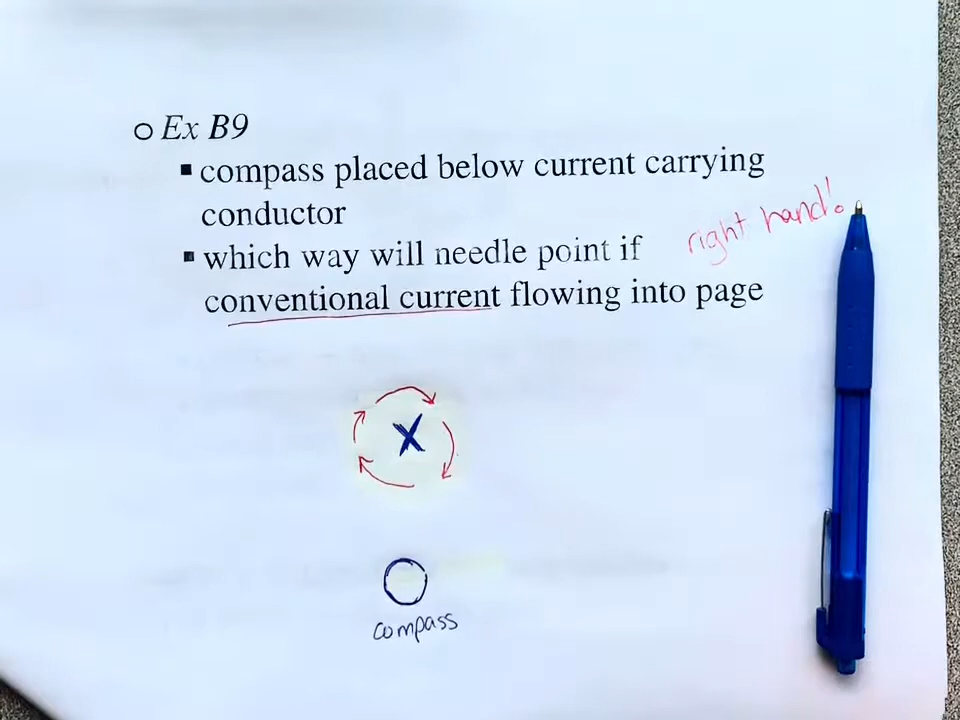 ○ Ex B9
▪ compass placed below current carrying
conductor
▪ which way will needle point if
right hand!
conventional current flowing into page
X
compass